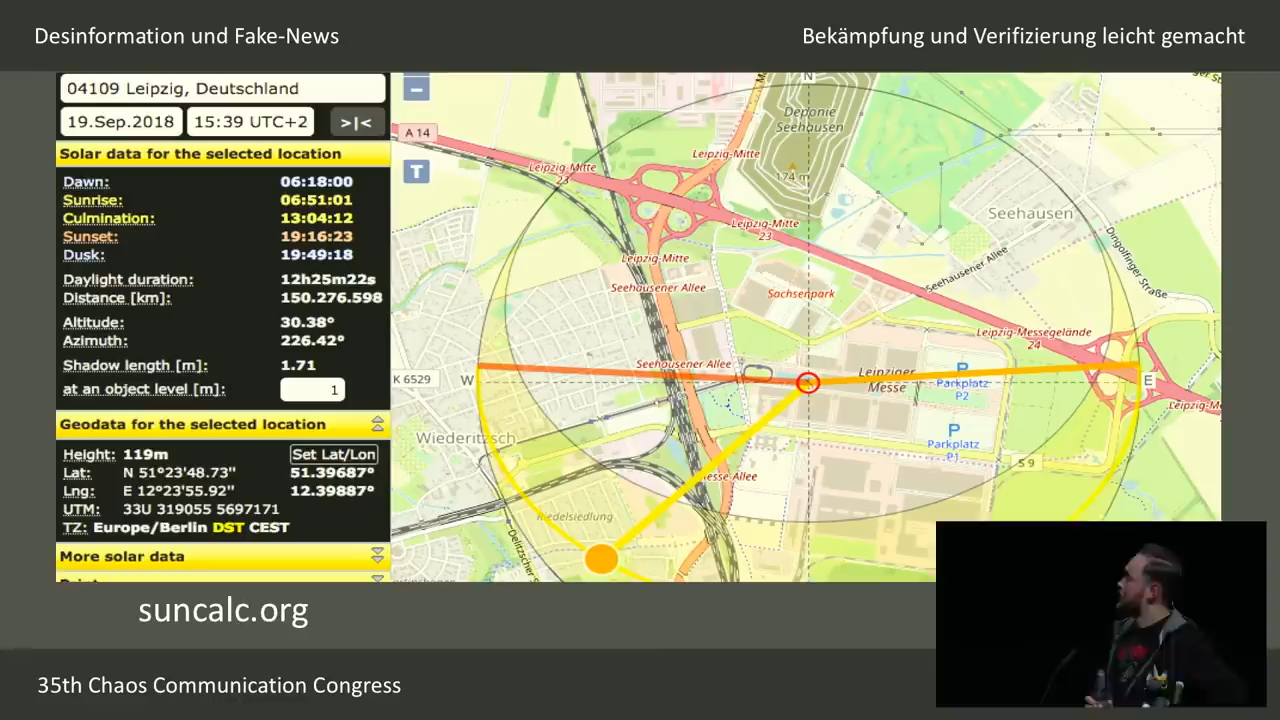 Desinformation und Fake-News
Bekämpfung und Verifizierung leicht gemacht
04109 Leipzig, Deutschland
19.Sep.2018
15:39 UTC+2
>|<
Solar data for the selected location
Dawn: 06:18:00
Sunrise: 06:51:01
Culmination: 13:04:12
Sunset: 19:16:23
Dusk: 19:49:18
Daylight duration: 12h25m22s
Distance [km]: 150.276.598
Altitude: 30.38°
Azimuth: 226.42°
Shadow length [m]: 1.71
at an object level [m]: 1
Geodata for the selected location
Height: 119m Set Lat/Lon
Lat: N 51°23'48.73" 51.39687°
Lng: E 12°23'55.92" 12.39887°
UTM: 33U 319055 5697171
TZ: Europe/Berlin DST CEST
More solar data
−
T
N
A 14
Deponie
Seehausen
174 m
Leipzig-Mitte
Leipzig-Mitte
23
Leipzig-Mitte
23
Leipzig-Mitte
Seehausen
Seehausener Allee
Dingolfinger Straße
Seehausener Allee
Sachsenpark
Leipzig-Messegelände
24
Seehausener Allee
K 6529
W
E
Leipziger
Messe
P
Parkplatz
P2
P
Parkplatz
P1
Wiederitzsch
S 9
Riedelsiedlung
suncalc.org
35th Chaos Communication Congress